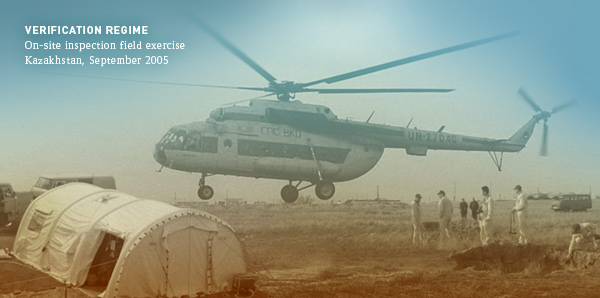 VERIFICATION REGIME
On-site inspection field exercise
Kazakhstan, September 2005